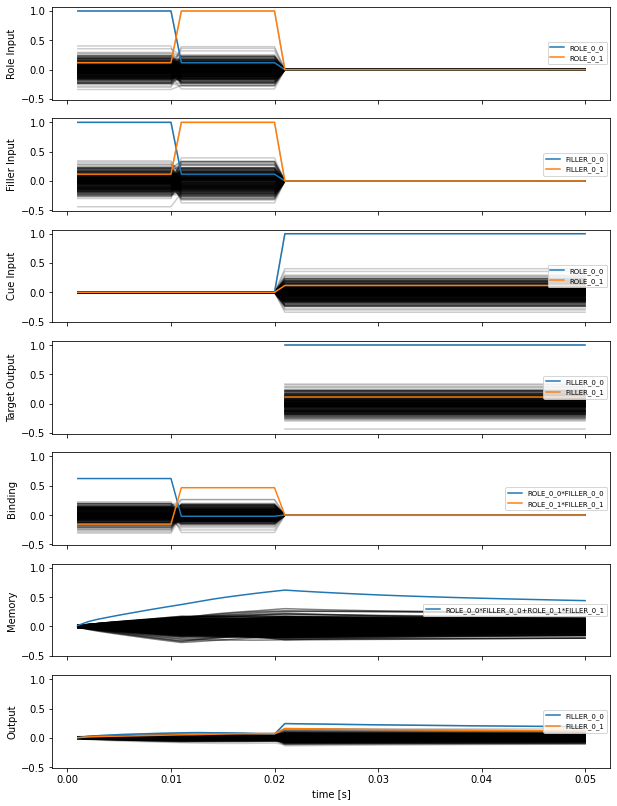 1.0
0.5
0.0
−0.5
Role Input
ROLE_0_0
ROLE_0_1
1.0
0.5
0.0
−0.5
Filler Input
FILLER_0_0
FILLER_0_1
1.0
0.5
0.0
−0.5
Cue Input
ROLE_0_0
ROLE_0_1
1.0
0.5
0.0
−0.5
Target Output
FILLER_0_0
FILLER_0_1
1.0
0.5
0.0
−0.5
Binding
ROLE_0_0*FILLER_0_0
ROLE_0_1*FILLER_0_1
1.0
0.5
0.0
−0.5
Memory
ROLE_0_0*FILLER_0_0+ROLE_0_1*FILLER_0_1
1.0
0.5
0.0
−0.5
Output
FILLER_0_0
FILLER_0_1
0.00 0.01 0.02 0.03 0.04 0.05
time [s]